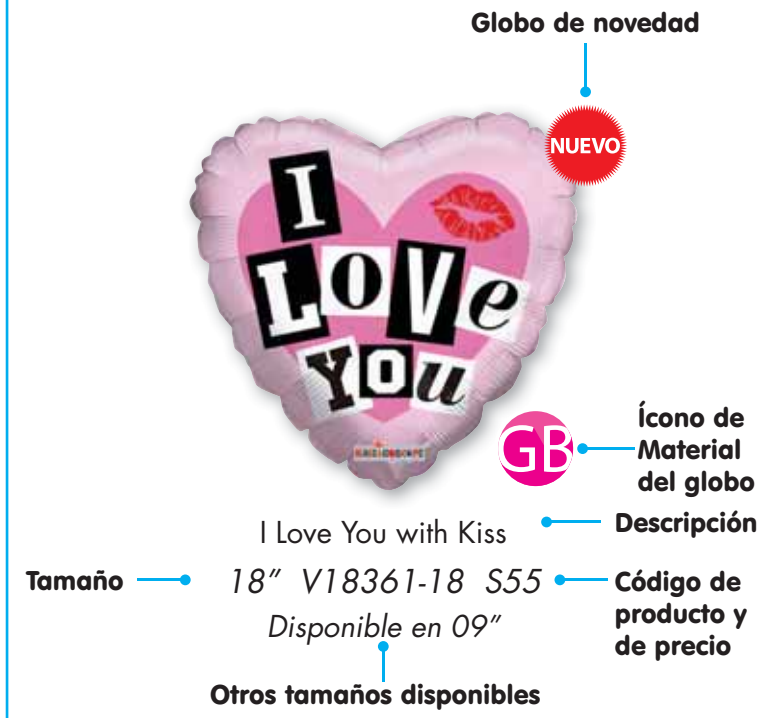 Globo de novedad
NUEVO
I
LOVe
YOU
KALEIDOSCOPE
GB
Ícono de
Material
del globo
I Love You with Kiss
Descripción
Tamaño
18” V18361-18 S55
Código de
producto y
de precio
Disponible en 09”
Otros tamaños disponibles